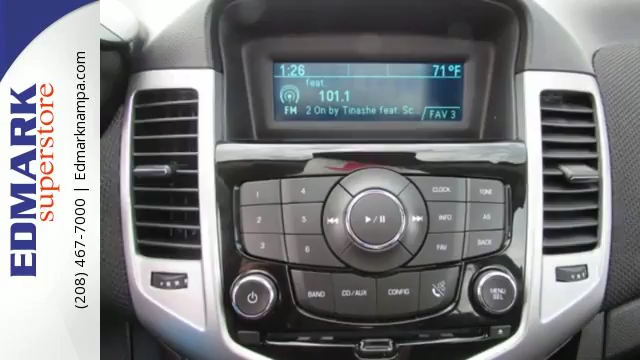 EDMARK
superstore
(208) 467-7000 | Edmarknampa.com
1:26 71°F
feat.
101.1
FM 2 On by Tinashe feat. Sc... FAV 3
1 4 CLOCK TONE
2 5 INFO AS
3 6 FAV BACK
BAND CD/AUX CONFIG
MENU
SEL